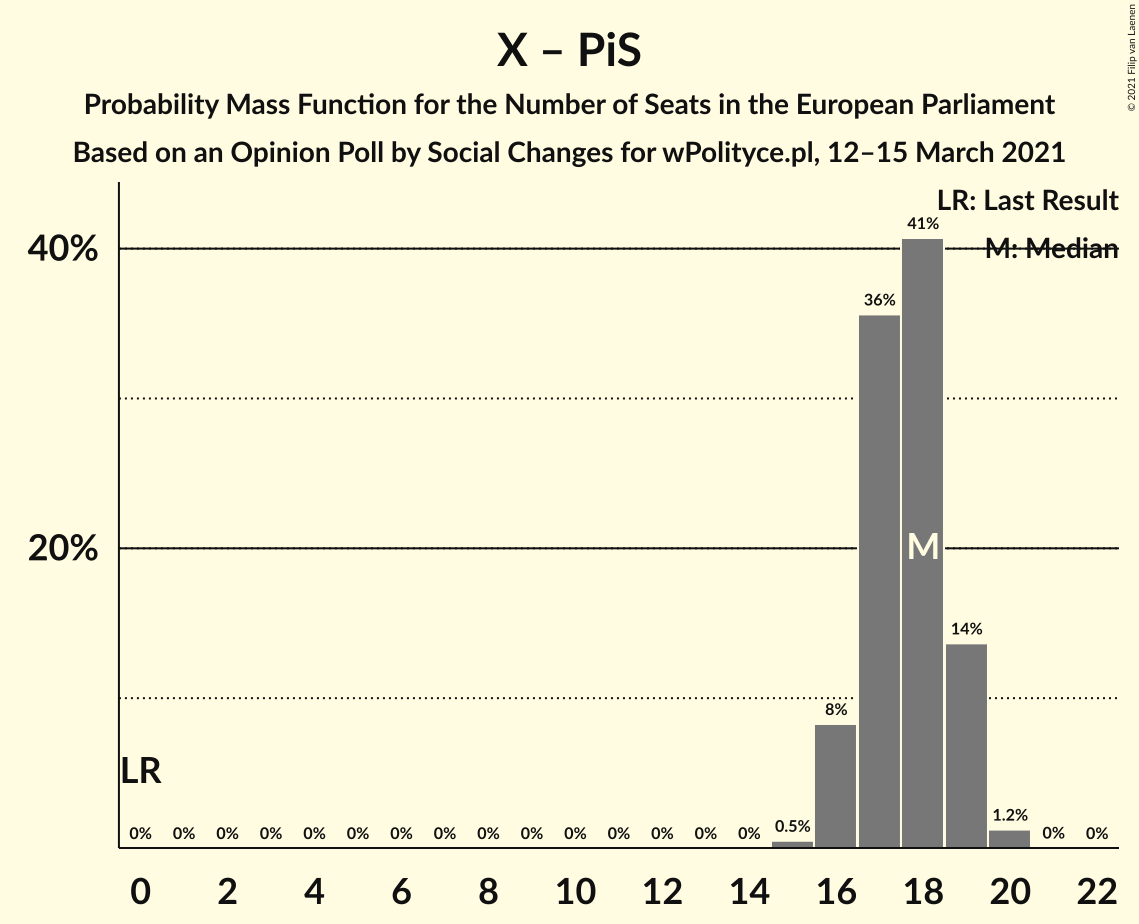 X – PiS
Probability Mass Function for the Number of Seats in the European Parliament
Based on an Opinion Poll by Social Changes for wPolityce.pl, 12–15 March 2021
© 2021 Filip van Laenen
LR: Last Result
M: Median
40%
20%
41%
36%
M
14%
8%
LR
0% 0% 0% 0% 0% 0% 0% 0% 0% 0% 0% 0% 0% 0% 0% 0.5% 1.2% 0% 0%
0 2 4 6 8 10 12 14 16 18 20 22